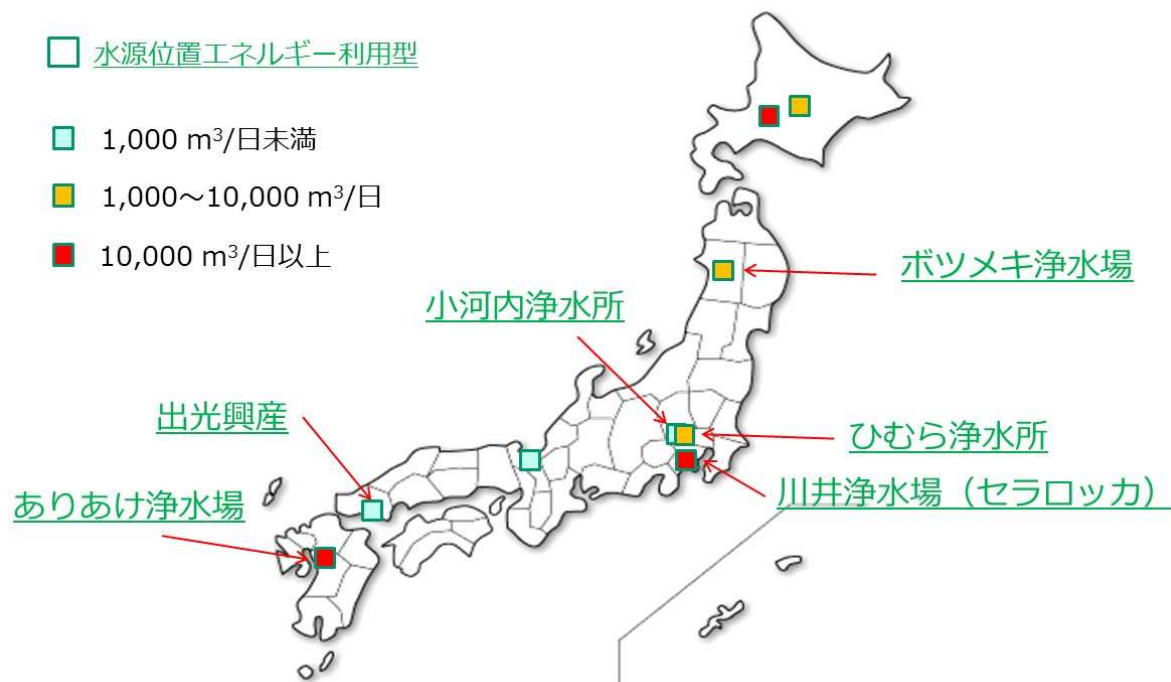 水源位置エネルギー利用型
1,000 m³/日未満
1,000～10,000 m³/日
10,000 m³/日以上
ボツメキ浄水場
小河内浄水所
出光興産
ひむら浄水所
ありあけ浄水場
川井浄水場（セラロッカ）